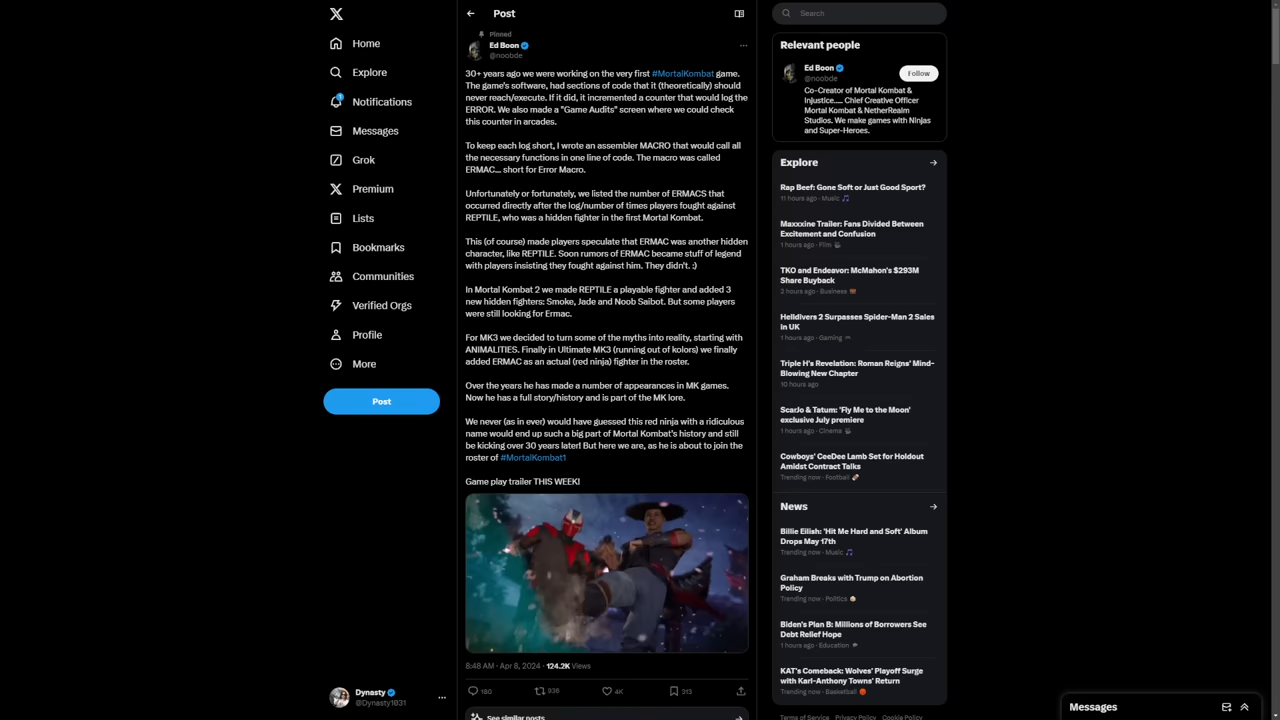 Home
Explore
Notifications
1
Messages
Grok
Premium
Lists
Bookmarks
Communities
Verified Orgs
Profile
More
Post
Dynasty
@Dynasty1031
Post
Pinned
Ed Boon
@noobde
30+ years ago we were working on the very first #MortalKombat game.
The game's software, had sections of code that it (theoretically) should
never reach/execute. If it did, it incremented a counter that would log the
ERROR. We also made a "Game Audits" screen where we could check
this counter in arcades.
To keep each log short, I wrote an assembler MACRO that would call all
the necessary functions in one line of code. The macro was called
ERMAC... short for Error Macro.
Unfortunately or fortunately, we listed the number of ERMACS that
occurred directly after the log/number of times players fought against
REPTILE, who was a hidden fighter in the first Mortal Kombat.
This (of course) made players speculate that ERMAC was another hidden
character, like REPTILE. Soon rumors of ERMAC became stuff of legend
with players insisting they fought against him. They didn't. :)
In Mortal Kombat 2 we made REPTILE a playable fighter and added 3
new hidden fighters: Smoke, Jade and Noob Saibot. But some players
were still looking for Ermac.
For MK3 we decided to turn some of the myths into reality, starting with
ANIMALITIES. Finally in Ultimate MK3 (running out of kolors) we finally
added ERMAC as an actual (red ninja) fighter in the roster.
Over the years he has made a number of appearances in MK games.
Now he has a full story/history and is part of the MK lore.
We never (as in ever) would have guessed this red ninja with a ridiculous
name would end up such a big part of Mortal Kombat's history and still
be kicking over 30 years later! But here we are, as he is about to join the
roster of #MortalKombat1
Game play trailer THIS WEEK!
8:48 AM · Apr 8, 2024 · 124.2K Views
180
936
4K
313
See similar posts
Search
Relevant people
Ed Boon
@noobde
Follow
Co-Creator of Mortal Kombat &
Injustice..... Chief Creative Officer
Mortal Kombat & NetherRealm
Studios. We make games with Ninjas
and Super-Heroes.
Explore
Rap Beef: Gone Soft or Just Good Sport?
11 hours ago · Music
Maxxxine Trailer: Fans Divided Between
Excitement and Confusion
1 hours ago · Film
TKO and Endeavor: McMahon's $293M
Share Buyback
2 hours ago · Business
Helldivers 2 Surpasses Spider-Man 2 Sales
in UK
1 hours ago · Gaming
Triple H's Revelation: Roman Reigns' Mind-
Blowing New Chapter
10 hours ago
ScarJo & Tatum: 'Fly Me to the Moon'
exclusive July premiere
1 hours ago · Cinema
Cowboys' CeeDee Lamb Set for Holdout
Amidst Contract Talks
Trending now · Football
News
Billie Eilish: 'Hit Me Hard and Soft' Album
Drops May 17th
Trending now · Music
Graham Breaks with Trump on Abortion
Policy
Trending now · Politics
Biden's Plan B: Millions of Borrowers See
Debt Relief Hope
1 hours ago · Education
KAT's Comeback: Wolves' Playoff Surge
with Karl-Anthony Towns' Return
Trending now · Basketball
Terms of Service Privacy Policy Cookie Policy
Messages